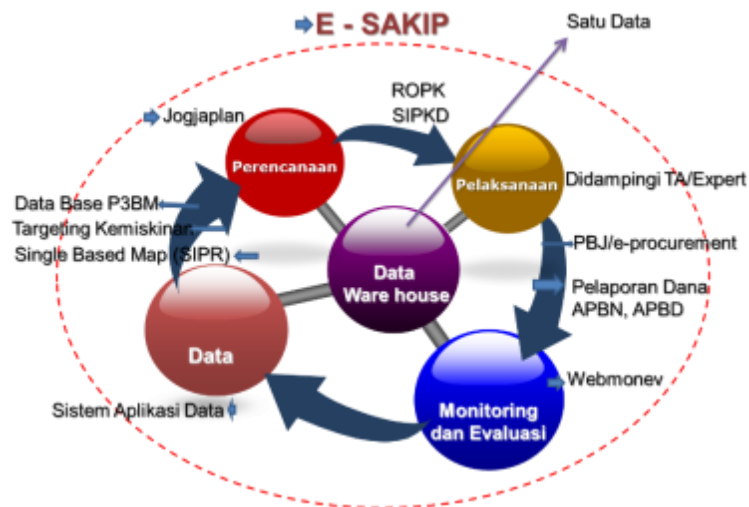 E - SAKIP
Satu Data
ROPK
SIPKD
Jogjaplan
Perencanaan
Pelaksanaan
Didampingi TA/Expert
Data Base P3BM
Targeting Kemiskinan
Single Based Map (SIPR)
PBJ/e-procurement
Data
Ware house
Pelaporan Dana
APBN, APBD
Data
Webmonev
Sistem Aplikasi Data
Monitoring
dan Evaluasi